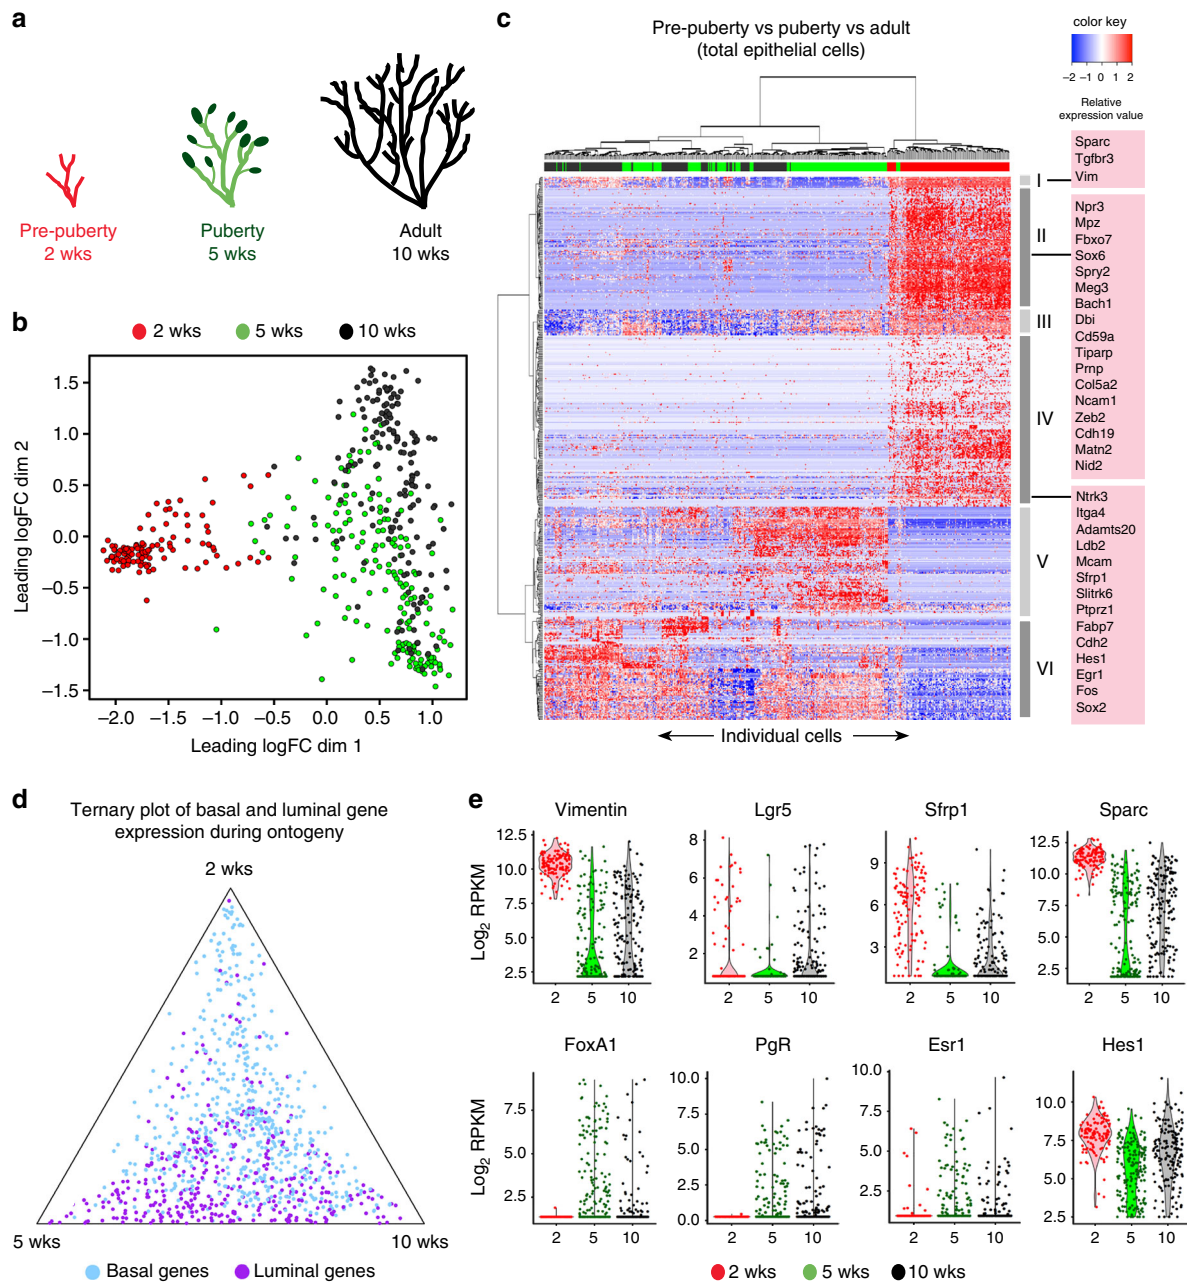 a
Pre-puberty
2 wks
Puberty
5 wks
Adult
10 wks
b
2 wks
5 wks
10 wks
Leading logFC dim 2
1.5
1.0
0.5
0.0
−0.5
−1.0
−1.5
−2.0
−1.5
−1.0
−0.5
0.0
0.5
1.0
Leading logFC dim 1
c
Pre-puberty vs puberty vs adult
(total epithelial cells)
color key
−2 −1 0 1 2
Relative
expression value
I
II
III
IV
V
VI
Sparc
Tgfbr3
Vim
Npr3
Mpz
Fbxo7
Sox6
Spry2
Meg3
Bach1
Dbi
Cd59a
Tiparp
Prnp
Col5a2
Ncam1
Zeb2
Cdh19
Matn2
Nid2
Ntrk3
Itga4
Adamts20
Ldb2
Mcam
Sfrp1
Slitrk6
Ptprz1
Fabp7
Cdh2
Hes1
Egr1
Fos
Sox2
Individual cells
d
Ternary plot of basal and luminal gene
expression during ontogeny
2 wks
5 wks
10 wks
Basal genes
Luminal genes
e
Vimentin
Log2 RPKM
12.5
10.0
7.5
5.0
2.5
2 5 10
Lgr5
8
6
4
2
2 5 10
Sfrp1
9
6
3
2 5 10
Sparc
12.5
10.0
7.5
5.0
2.5
2 5 10
FoxA1
Log2 RPKM
7.5
5.0
2.5
2 5 10
PgR
10.0
7.5
5.0
2.5
0.0
2 5 10
Esr1
10.0
7.5
5.0
2.5
2 5 10
Hes1
10.0
7.5
5.0
2.5
2 5 10
2 wks
5 wks
10 wks